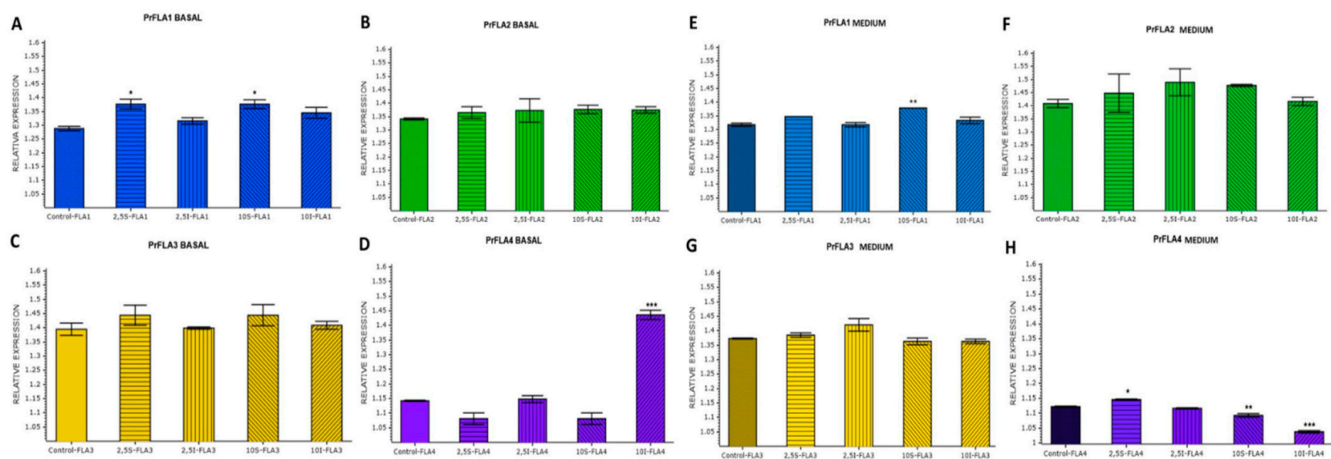 A
PrFLA1 BASAL
RELATIVA EXPRESSION
1.6
1.55
1.5
1.45
1.4
1.35
1.3
1.25
1.2
1.15
1.1
1.05
*
*
Control-FLA1
2,5S-FLA1
2,5I-FLA1
10S-FLA1
10I-FLA1
B
PrFLA2 BASAL
RELATIVE EXPRESSION
1.6
1.55
1.5
1.45
1.4
1.35
1.3
1.25
1.2
1.15
1.1
1.05
Control-FLA2
2,5S-FLA2
2,5I-FLA2
10S-FLA2
10I-FLA2
E
PrFLA1 MEDIUM
RELATIVE EXPRESSION
1.6
1.55
1.5
1.45
1.4
1.35
1.3
1.25
1.2
1.15
1.1
1.05
**
Control-FLA1
2,5S-FLA1
2,5I-FLA1
10S-FLA1
10I-FLA1
F
PrFLA2 MEDIUM
RELATIVE EXPRESSION
1.6
1.55
1.5
1.45
1.4
1.35
1.3
1.25
1.2
1.15
1.1
1.05
Control-FLA2
2,5S-FLA2
2,5I-FLA2
10S-FLA2
10I-FLA2
C
PrFLA3 BASAL
RELATIVE EXPRESSION
1.6
1.55
1.5
1.45
1.4
1.35
1.3
1.25
1.2
1.15
1.1
1.05
Control-FLA3
2,5S-FLA3
2,5I-FLA3
10S-FLA3
10I-FLA3
D
PrFLA4 BASAL
RELATIVE EXPRESSION
1.6
1.55
1.5
1.45
1.4
1.35
1.3
1.25
1.2
1.15
1.1
1.05
***
Control-FLA4
2,5S-FLA4
2,5I-FLA4
10S-FLA4
10I-FLA4
G
PrFLA3 MEDIUM
RELATIVE EXPRESSION
1.6
1.55
1.5
1.45
1.4
1.35
1.3
1.25
1.2
1.15
1.1
1.05
Control-FLA3
2,5S-FLA3
2,5I-FLA3
10S-FLA3
10I-FLA3
H
PrFLA4 MEDIUM
RELATIVE EXPRESSION
1.6
1.55
1.5
1.45
1.4
1.35
1.3
1.25
1.2
1.15
1.1
1.05
1
*
**
***
Control-FLA4
2,5S-FLA4
2,5I-FLA4
10S-FLA4
10I-FLA4